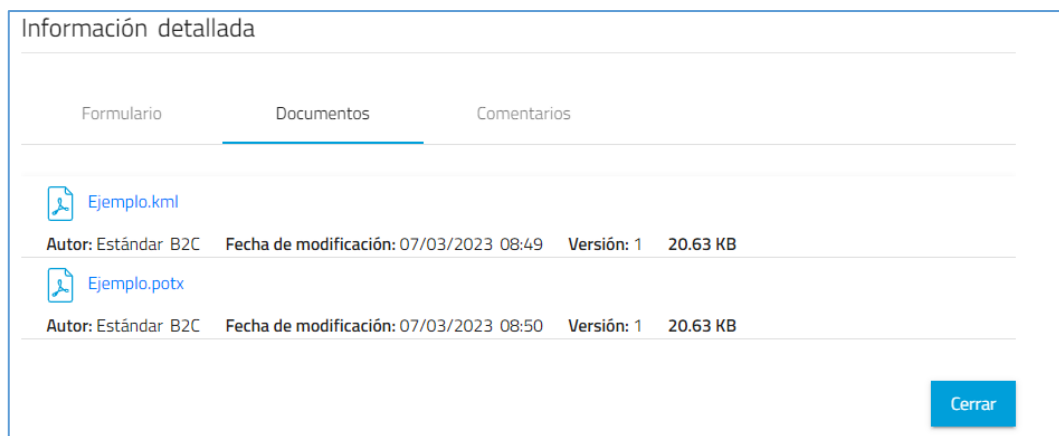 Información detallada
Formulario Documentos Comentarios
Ejemplo.kml
Autor: Estándar B2C Fecha de modificación: 07/03/2023 08:49 Versión: 1 20.63 KB
Ejemplo.potx
Autor: Estándar B2C Fecha de modificación: 07/03/2023 08:50 Versión: 1 20.63 KB
Cerrar